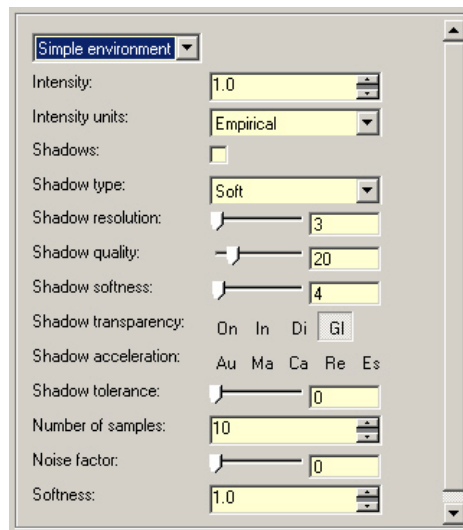 Simple environment
Intensity: 1.0
Intensity units: Empirical
Shadows:
Shadow type: Soft
Shadow resolution: 3
Shadow quality: 20
Shadow softness: 4
Shadow transparency: On In Di Gl
Shadow acceleration: Au Ma Ca Re Es
Shadow tolerance: 0
Number of samples: 10
Noise factor: 0
Softness: 1.0